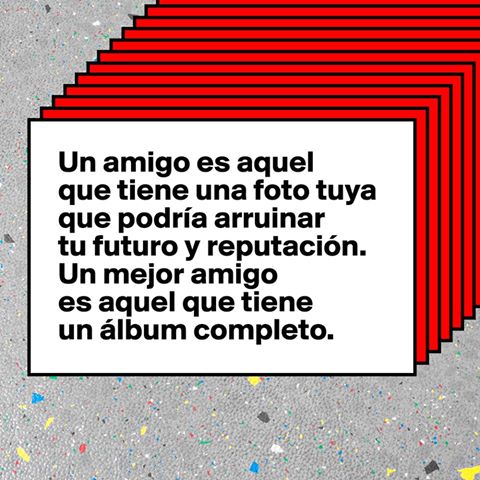 Un amigo es aquel
que tiene una foto tuya
que podría arruinar
tu futuro y reputación.
Un mejor amigo
es aquel que tiene
un álbum completo.